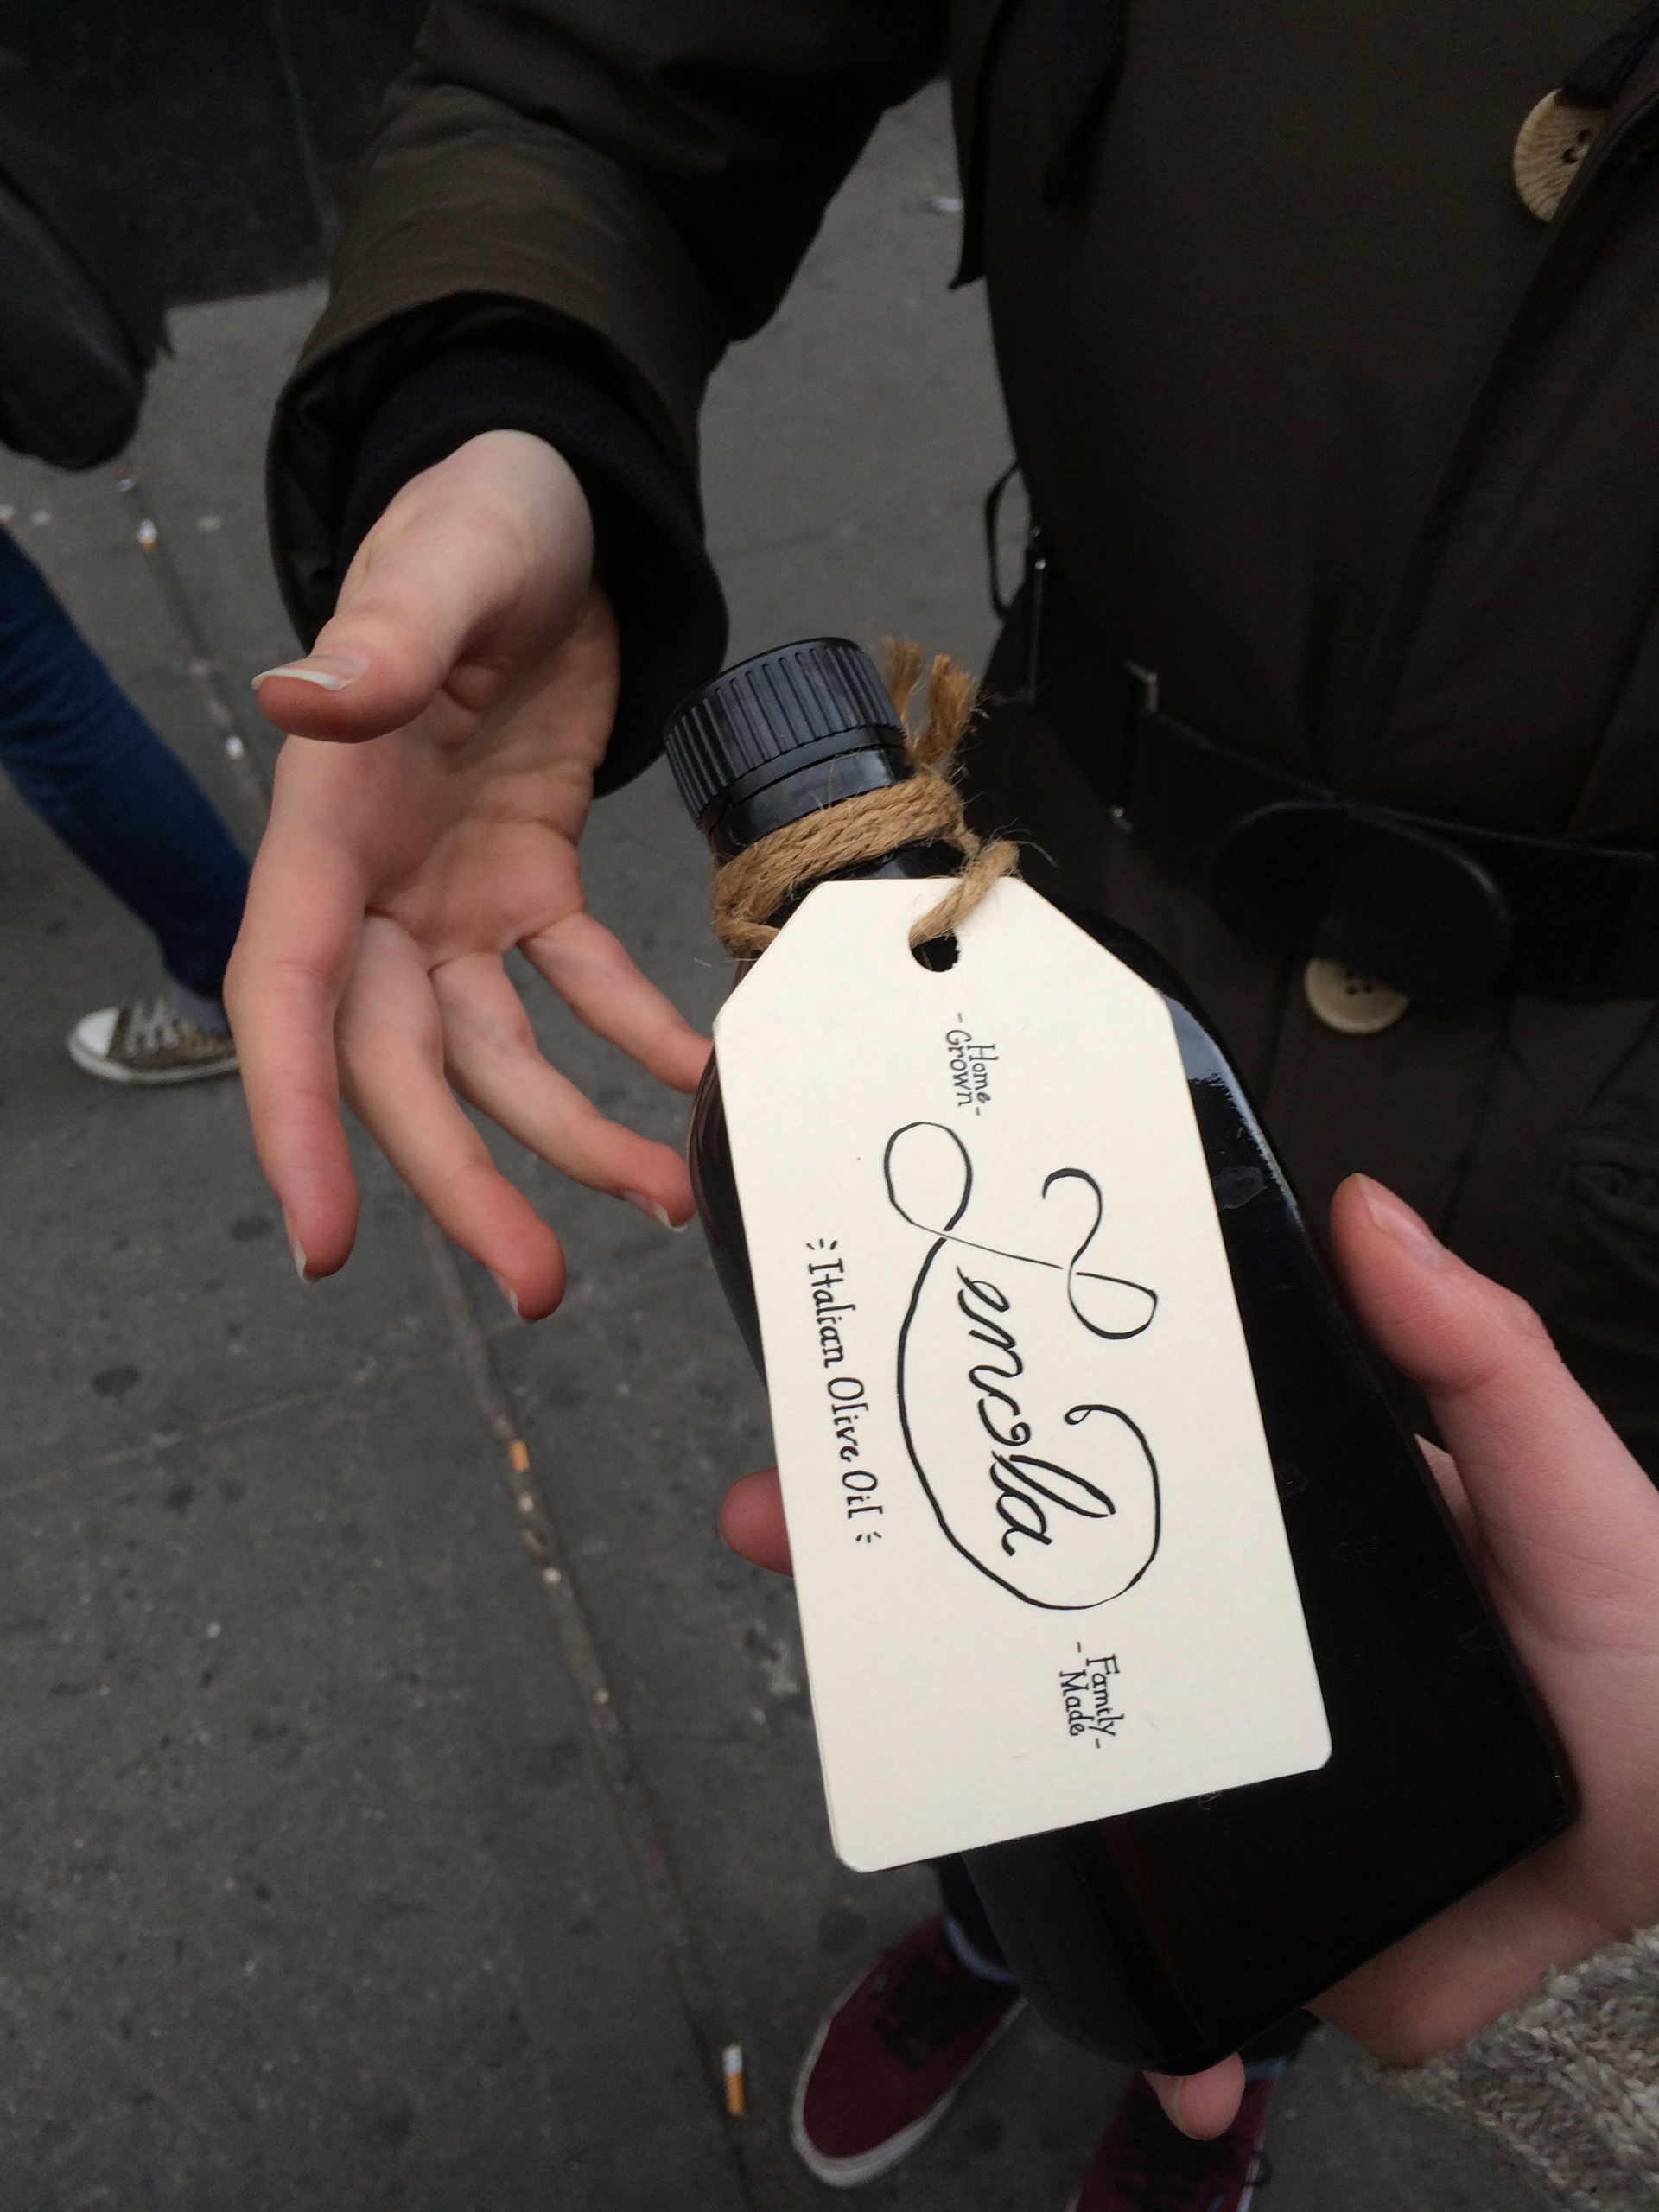 -Home-
Grown
Lenola
-Family-
Made
Italian Olive Oil